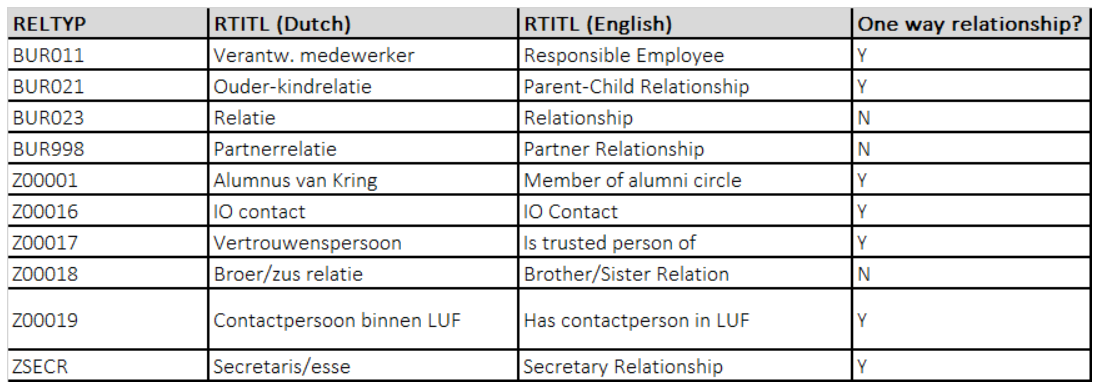 RELTYP RTITL (Dutch) RTITL (English) One way relationship?
BUR011 Verantw. medewerker Responsible Employee Y
BUR021 Ouder-kindrelatie Parent-Child Relationship Y
BUR023 Relatie Relationship N
BUR998 Partnerrelatie Partner Relationship N
Z00001 Alumnus van Kring Member of alumni circle Y
Z00016 IO contact IO Contact Y
Z00017 Vertrouwenspersoon Is trusted person of Y
Z00018 Broer/zus relatie Brother/Sister Relation N
Z00019 Contactpersoon binnen LUF Has contactperson in LUF Y
ZSECR Secretaris/esse Secretary Relationship Y